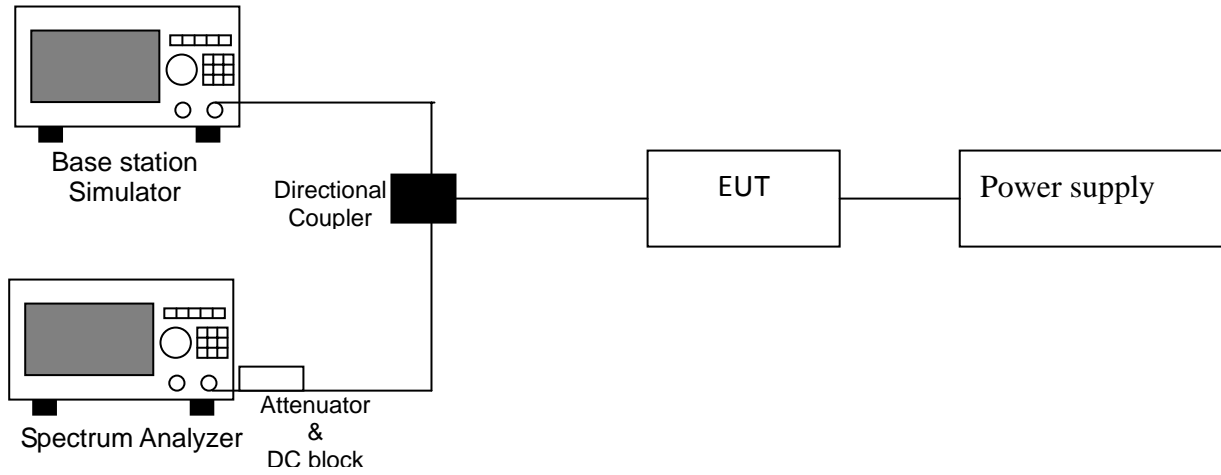 Base station
Simulator
Directional
Coupler
EUT
Power supply
Spectrum Analyzer
Attenuator
&
DC block